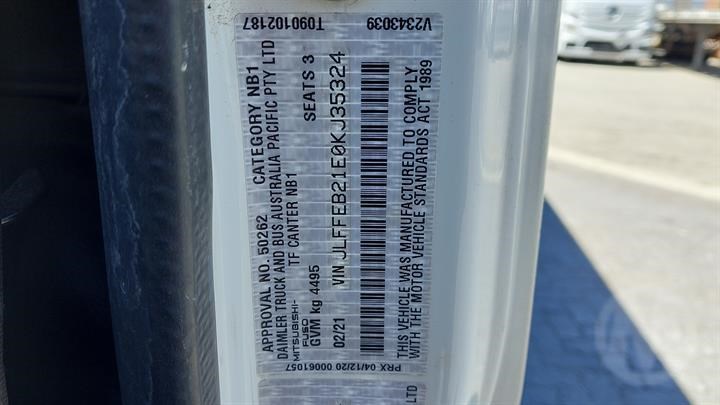 APPROVAL NO. 50262 CATEGORY NB1
DAIMLER TRUCK AND BUS AUSTRALIA PACIFIC PTY LTD
MITSUBISHI-FUSO TF CANTER NB1
GVM kg 4495 SEATS 3
02/21 VIN JLFFEB21E0KJ35324
THIS VEHICLE WAS MANUFACTURED TO COMPLY
WITH THE MOTOR VEHICLE STANDARDS ACT 1989
PRX 04/12/20 00061057
T090102187
V2343039
LTD